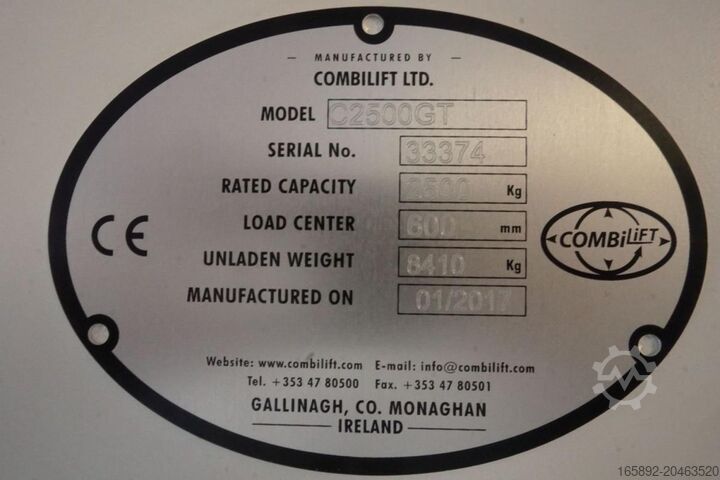 MANUFACTURED BY
COMBILIFT LTD.
MODEL C2500GT
SERIAL No. 33374
RATED CAPACITY 2500 Kg
LOAD CENTER 600 mm
UNLADEN WEIGHT 6410 Kg
MANUFACTURED ON 01/2017
CE
COMBiLiFT
Website: www.combilift.com E-mail: info@combilift.com
Tel. +353 47 80500 Fax. +353 47 80501
GALLINAGH, CO. MONAGHAN
IRELAND
165892-20463520